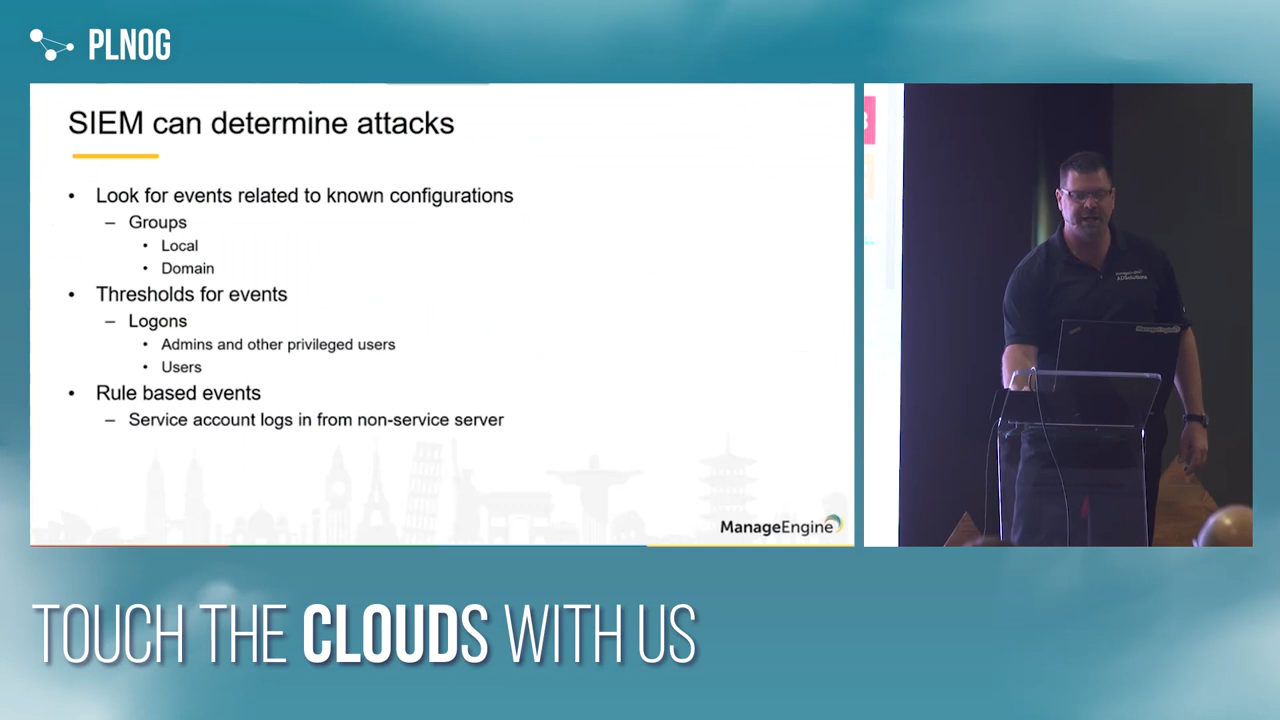 PLNOG
SIEM can determine attacks
• Look for events related to known configurations
– Groups
• Local
• Domain
• Thresholds for events
– Logons
• Admins and other privileged users
• Users
• Rule based events
– Service account logs in from non-service server
ManageEngine
ADSolutions
ManageEngine
TOUCH THE CLOUDS WITH US